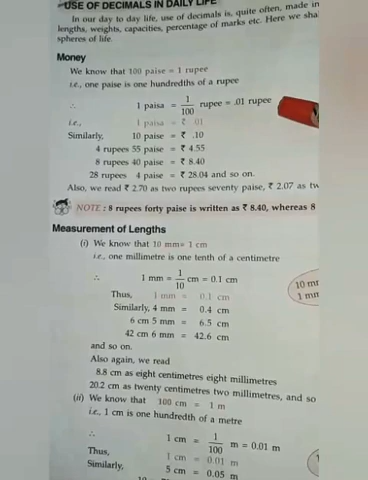 USE OF DECIMALS IN DAILY LIFE
In our day to day life, use of decimals is, quite often, made in
lengths, weights, capacities, percentage of marks etc. Here we sha
spheres of life.
Money
We know that 100 paise = 1 rupee
i.e., one paise is one hundredths of a rupee
∴ 1 paisa = 1/100 rupee = .01 rupee
i.e., 1 paisa = ₹ .01
Similarly, 10 paise = ₹ .10
4 rupees 55 paise = ₹ 4.55
8 rupees 40 paise = ₹ 8.40
28 rupees 4 paise = ₹ 28.04 and so on.
Also, we read ₹ 2.70 as two rupees seventy paise, ₹ 2.07 as tw
NOTE : 8 rupees forty paise is written as ₹ 8.40, whereas 8
Measurement of Lengths
(i) We know that 10 mm = 1 cm
i.e., one millimetre is one tenth of a centimetre
∴ 1 mm = 1/10 cm = 0.1 cm
10 mm
Thus, 1 mm = 0.1 cm
1 mm
Similarly, 4 mm = 0.4 cm
6 cm 5 mm = 6.5 cm
42 cm 6 mm = 42.6 cm
and so on.
Also again, we read
8.8 cm as eight centimetres eight millimetres
20.2 cm as twenty centimetres two millimetres, and so
(ii) We know that 100 cm = 1 m
i.e., 1 cm is one hundredth of a metre
∴ 1 cm = 1/100 m = 0.01 m
Thus, 1 cm = 0.01 m
Similarly, 5 cm = 0.05 m